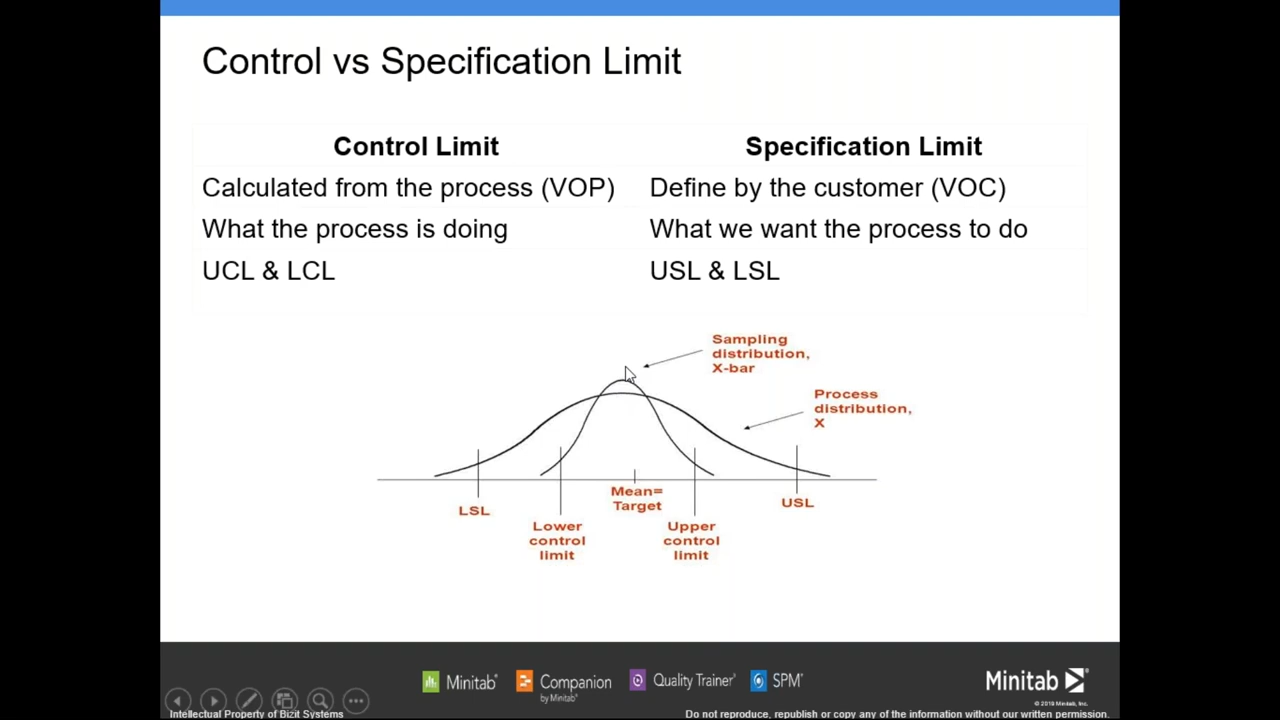 Control vs Specification Limit
Control Limit
Specification Limit
Calculated from the process (VOP)
Define by the customer (VOC)
What the process is doing
What we want the process to do
UCL & LCL
USL & LSL
Sampling
distribution,
X-bar
Process
distribution,
X
LSL
Lower
control
limit
Mean=
Target
Upper
control
limit
USL
Minitab®
Companion
by Minitab®
Quality Trainer®
SPM®
Minitab
© 2019 Minitab, Inc.
Intellectual Property of Bizit Systems
Do not reproduce, republish or copy any of the information without our written permission.